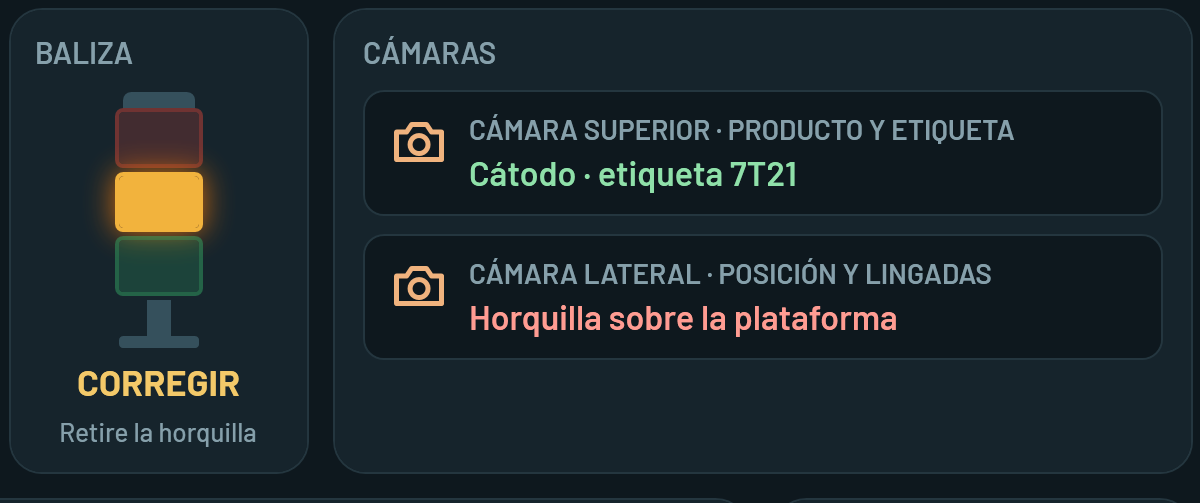 BALIZA
CORREGIR
Retire la horquilla
CÁMARAS
CÁMARA SUPERIOR · PRODUCTO Y ETIQUETA
Cátodo · etiqueta 7T21
CÁMARA LATERAL · POSICIÓN Y LINGADAS
Horquilla sobre la plataforma